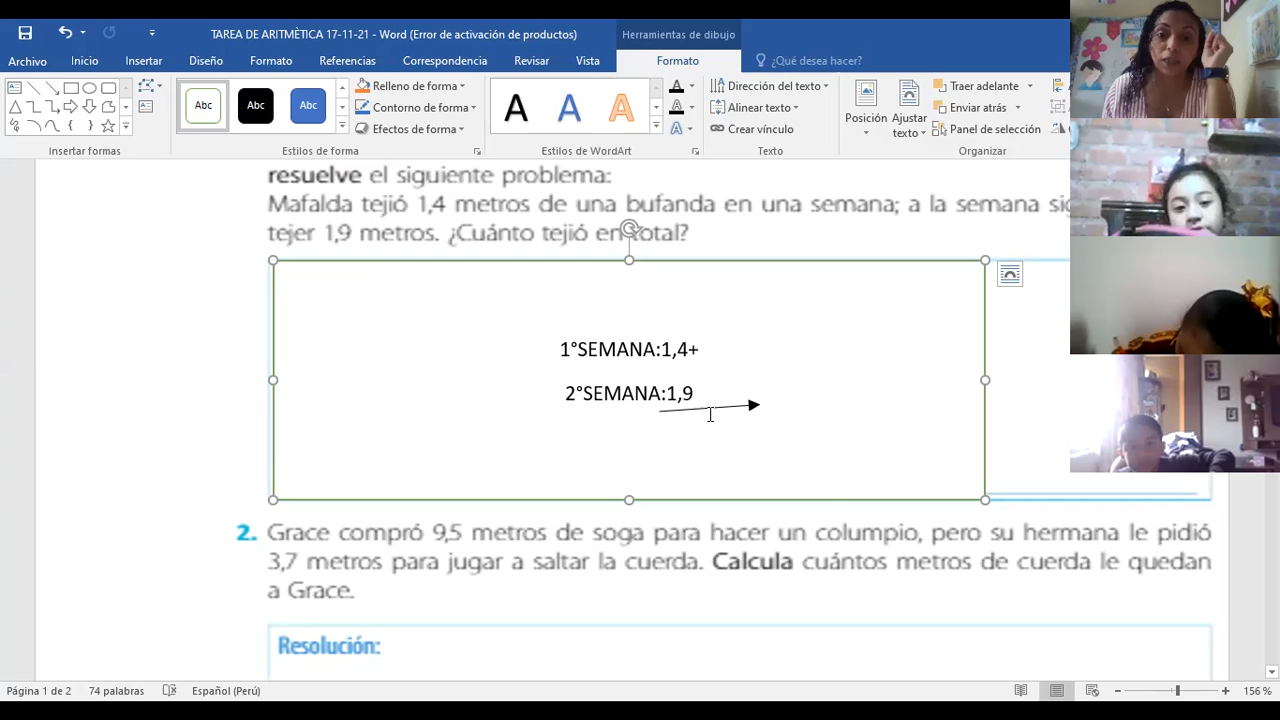 TAREA DE ARITMÈTICA 17-11-21 - Word (Error de activación de productos)
Herramientas de dibujo
Archivo Inicio Insertar Diseño Formato Referencias Correspondencia Revisar Vista Formato ¿Qué desea hacer?
Abc Abc Abc
A A A
Relleno de forma
Contorno de forma
Efectos de forma
Dirección del texto
Alinear texto
Crear vínculo
Posición
Ajustar texto
Traer adelante
Enviar atrás
Panel de selección
Insertar formas Estilos de forma Estilos de WordArt Texto Organizar
resuelve el siguiente problema:
Mafalda tejió 1,4 metros de una bufanda en una semana; a la semana
tejer 1,9 metros. ¿Cuánto tejió en total?
1°SEMANA:1,4+
2°SEMANA:1,9
2. Grace compró 9,5 metros de soga para hacer un columpio, pero su hermana le pidió
3,7 metros para jugar a saltar la cuerda. Calcula cuántos metros de cuerda le quedan
a Grace.
Resolución:
Página 1 de 2 74 palabras Español (Perú) 156 %